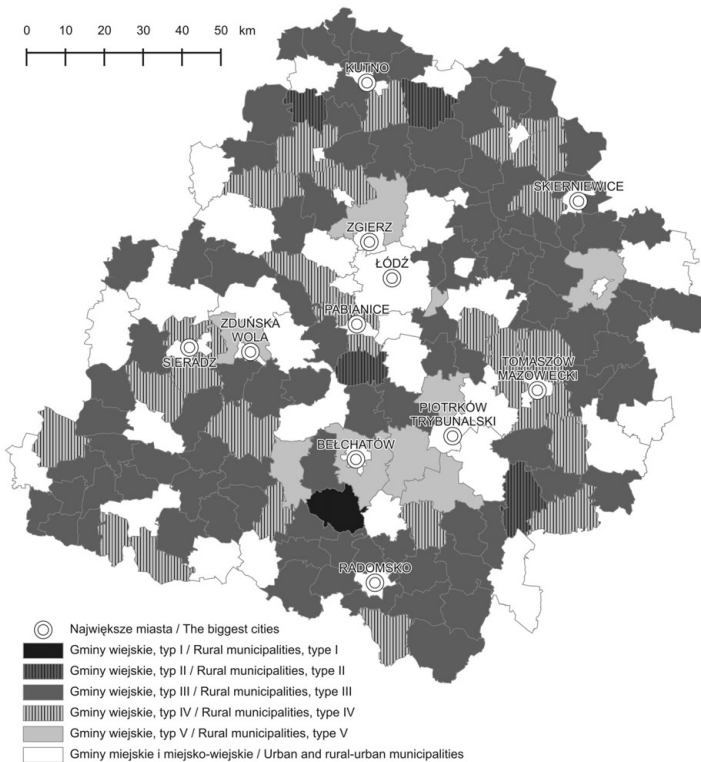 0 10 20 30 40 50 km
KUTNO
SKIERNIEWICE
ZGIERZ
ŁÓDŹ
PABIANICE
ZDUŃSKA
WOLA
SIERADZ
TOMASZÓW
MAZOWIECKI
PIOTRKÓW
TRYBUNALSKI
BEŁCHATÓW
RADOMSKO
Największe miasta / The biggest cities
Gminy wiejskie, typ I / Rural municipalities, type I
Gminy wiejskie, typ II / Rural municipalities, type II
Gminy wiejskie, typ III / Rural municipalities, type III
Gminy wiejskie, typ IV / Rural municipalities, type IV
Gminy wiejskie, typ V / Rural municipalities, type V
Gminy miejskie i miejsko-wiejskie / Urban and rural-urban municipalities